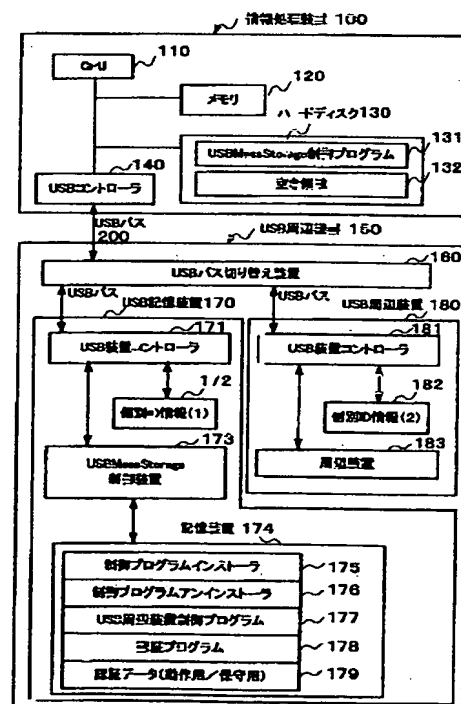 情報処理装置 100
110
CPU
120
メモリ
ハードディスク130
131
USBMassStorage制御プログラム
132
空き領域
140
USBコントローラ
USBバス
200
USB周辺装置 150
160
USBバス切り替え装置
USBバス
USBバス
USB記憶装置170
USB周辺装置 180
171
181
USB装置コントローラ
USB装置コントローラ
172
182
個別ID情報(1)
個別ID情報(2)
173
183
USBMassStorage
制御装置
周辺装置
記憶装置 174
制御プログラムインストーラ
175
制御プログラムアンインストーラ
176
USB周辺装置制御プログラム
177
認証プログラム
178
認証データ(動作用/保守用)
179